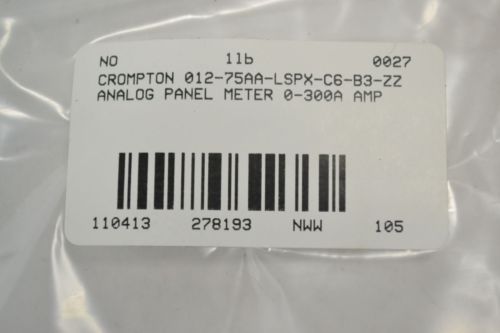 NO 1lb 0027
CROMPTON 012-75AA-LSPX-C6-B3-ZZ
ANALOG PANEL METER 0-300A AMP
110413 278193 NWW 105